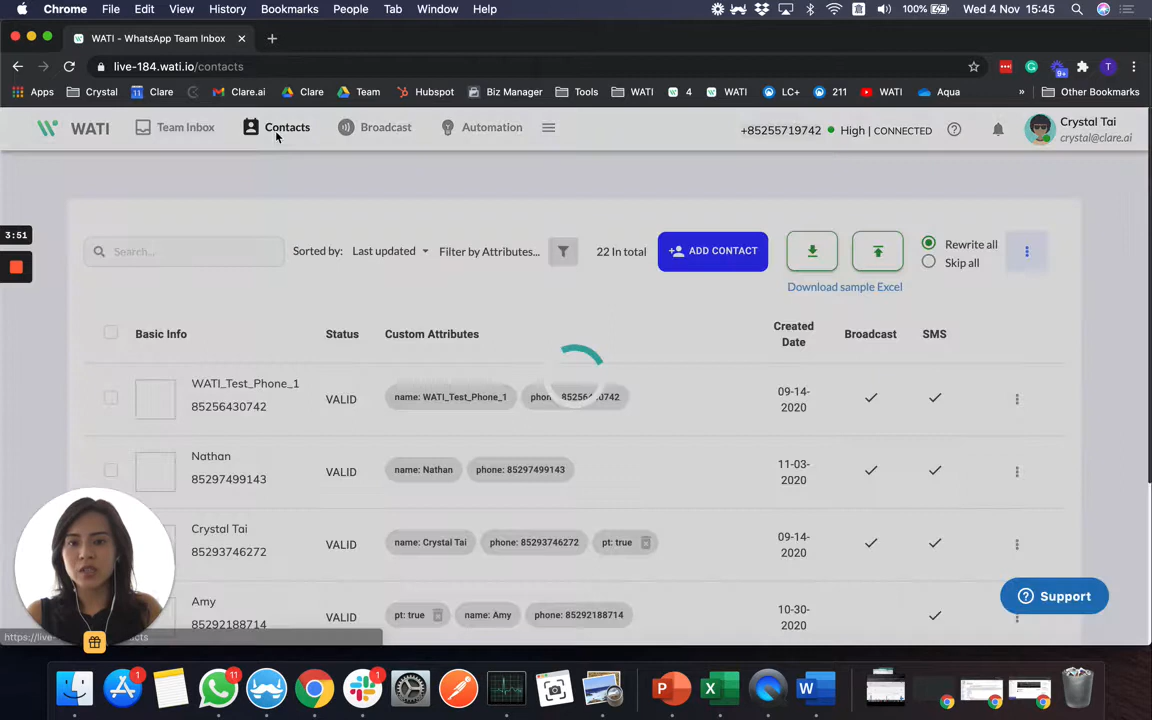 Chrome File Edit View History Bookmarks People Tab Window Help 100% Wed 4 Nov 15:45
WATI - WhatsApp Team Inbox
live-184.wati.io/contacts
Apps Crystal Clare Clare.ai Clare Team Hubspot Biz Manager Tools WATI 4 WATI LC+ 211 WATI Aqua » Other Bookmarks
WATI Team Inbox Contacts Broadcast Automation +85255719742 High | CONNECTED Crystal Tai
crystal@clare.ai
3:51
Search... Sorted by: Last updated Filter by Attributes... 22 In total ADD CONTACT Rewrite all
Skip all
Download sample Excel
Basic Info Status Custom Attributes Created Date Broadcast SMS
WATI_Test_Phone_1
85256430742 VALID name: WATI_Test_Phone_1 phone: 85256430742 09-14-2020
Nathan
85297499143 VALID name: Nathan phone: 85297499143 11-03-2020
Crystal Tai
85293746272 VALID name: Crystal Tai phone: 85293746272 pt: true 09-14-2020
Amy
85292188714 VALID pt: true name: Amy phone: 85292188714 10-30-2020
Support